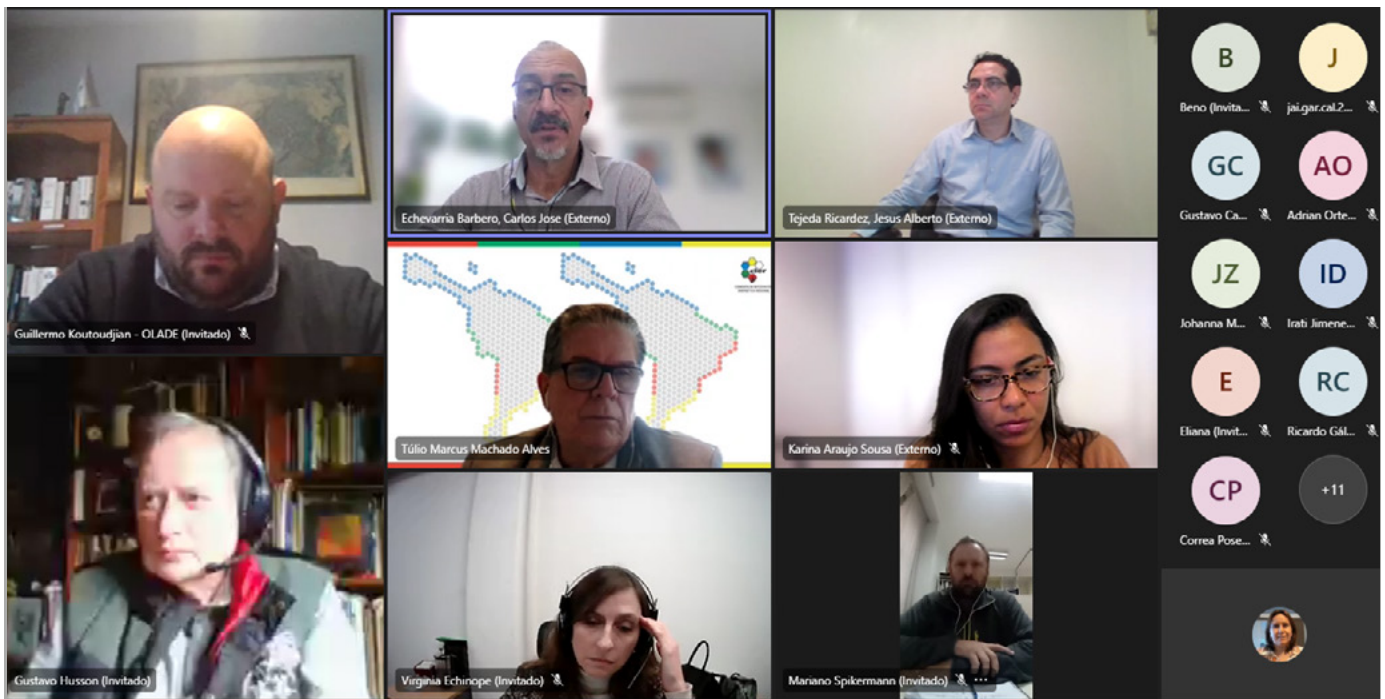 Guillermo Koutoudjian - OLADE (Invitado)
Echevarria Barbero, Carlos Jose (Externo)
Tejeda Ricardez, Jesus Alberto (Externo)
Túlio Marcus Machado Alves
Karina Araujo Sousa (Externo)
Gustavo Husson (Invitado)
Virginia Echinope (Invitado)
Mariano Spikermann (Invitado)
B
J
Beno (Invita...
jai.gar.cal.2...
GC
AO
Gustavo Ca...
Adrian Orte...
JZ
ID
Johanna M...
Irati Jimene...
E
RC
Eliana (Invit...
Ricardo Gál...
CP
+11
Correa Pose...
cier